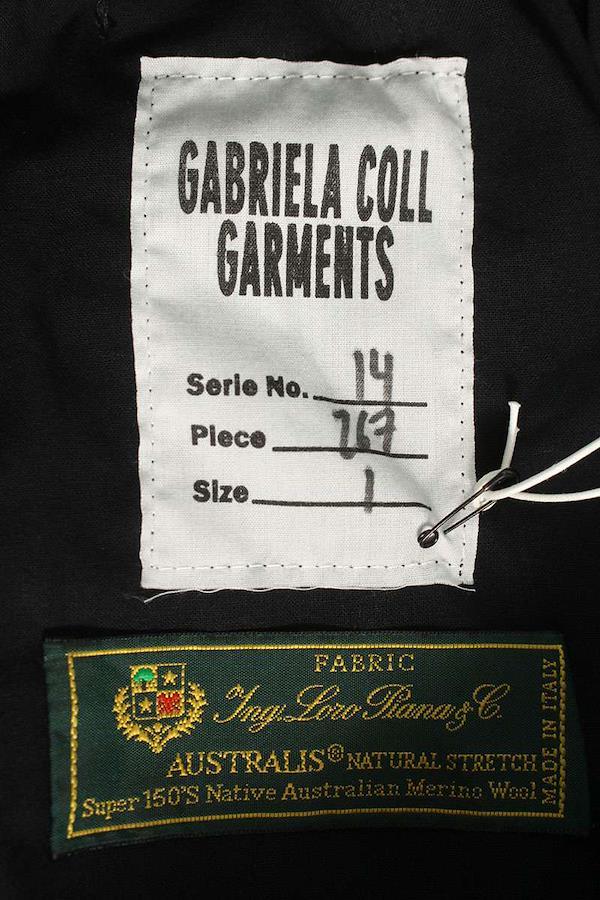 GABRIELA COLL
GARMENTS
Serie No. 14
Piece 267
Size 1
FABRIC
Ing. Loro Piana & C.
AUSTRALIS® NATURAL STRETCH
Super 150'S Native Australian Merino Wool
MADE IN ITALY